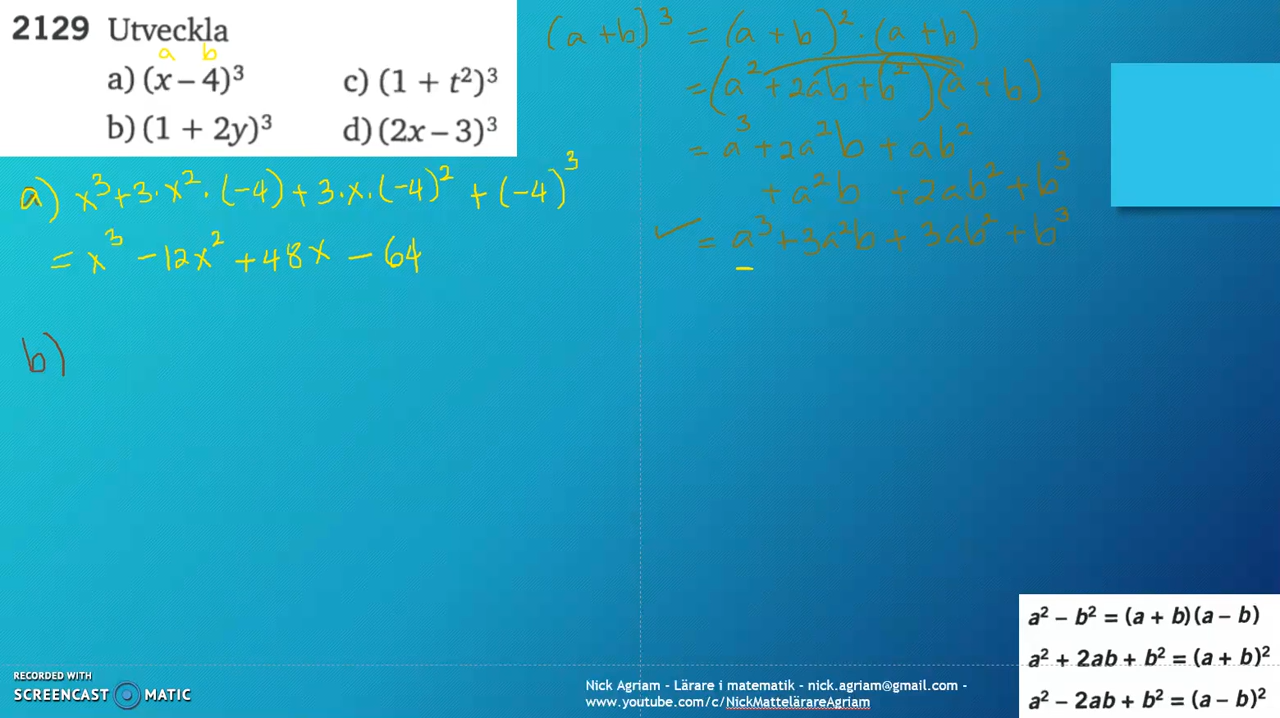 2129 Utveckla
a b
a) (x – 4)³ c) (1 + t²)³
b) (1 + 2y)³ d) (2x – 3)³
(a+b)³ = (a+b)²·(a+b)
= (a²+2ab+b²)(a+b)
= a³+2a²b+ab²
+a²b +2ab²+b³
= a³+3a²b+3ab²+b³
a) x³+3·x²·(-4)+3·x·(-4)²+(-4)³
= x³-12x²+48x-64
b)
a² – b² = (a + b)(a – b)
a² + 2ab + b² = (a + b)²
a² – 2ab + b² = (a – b)²
RECORDED WITH
SCREENCAST MATIC
Nick Agriam - Lärare i matematik - nick.agriam@gmail.com -
www.youtube.com/c/NickMattelärareAgriam